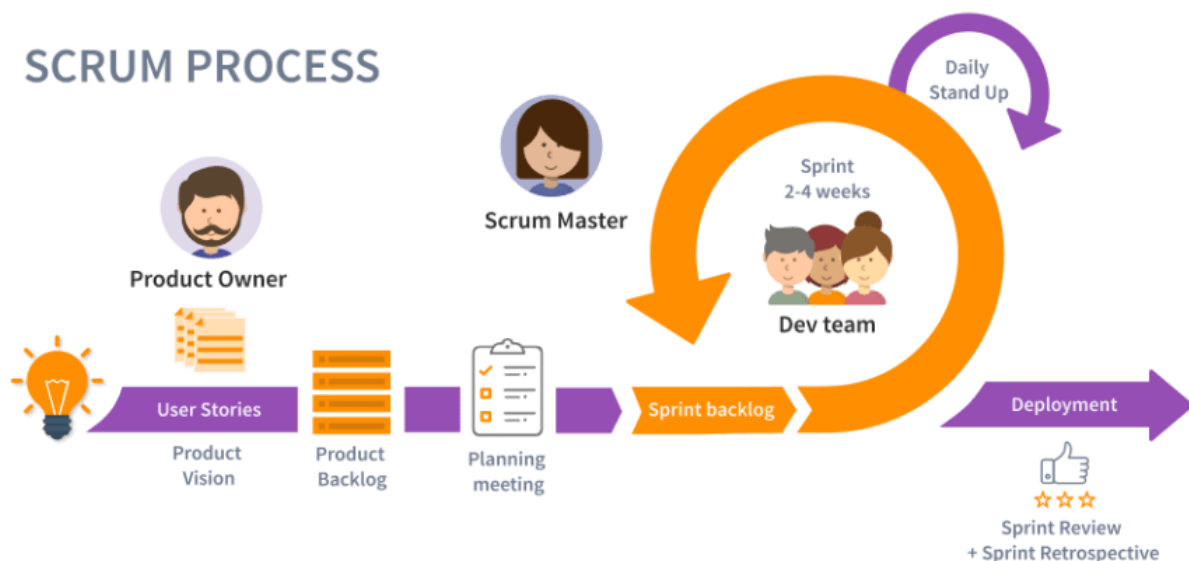 SCRUM PROCESS
Daily
Stand Up
Sprint
2-4 weeks
Scrum Master
Product Owner
Dev team
User Stories
Sprint backlog
Deployment
Product
Vision
Product
Backlog
Planning
meeting
Sprint Review
+ Sprint Retrospective